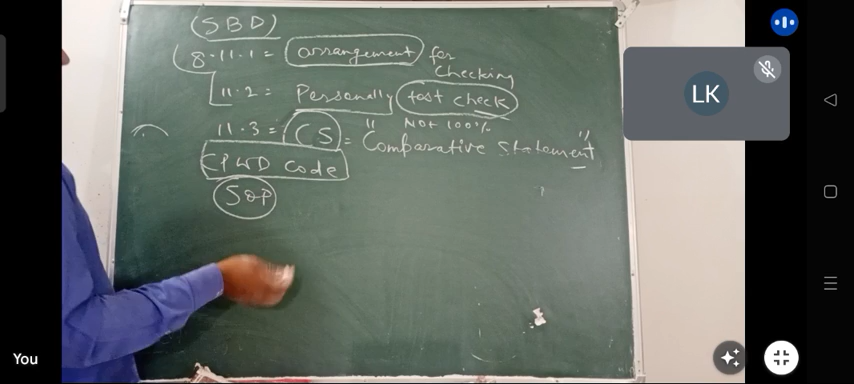 (SBD)
8.11.1 = arrangement for
checking
11.2 = Personally test check
Not 100%
11.3 = CS = "Comparative Statement"
CPWD Code
SOP
LK
You